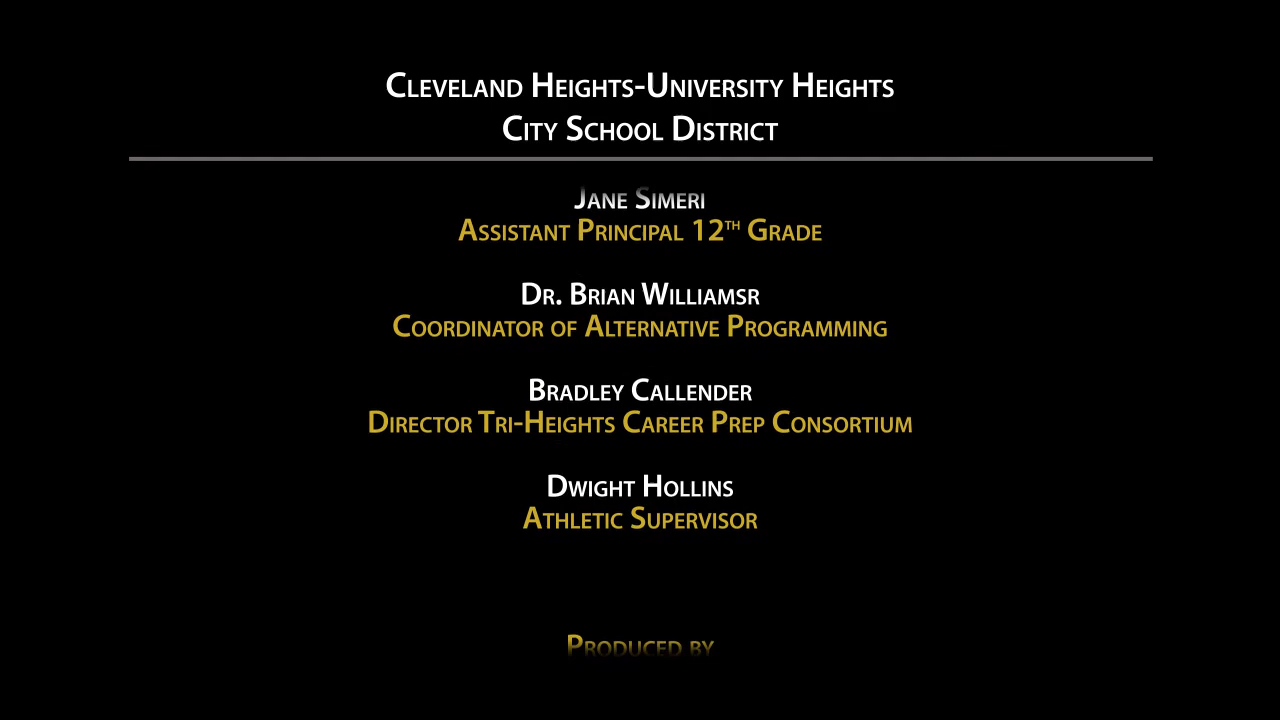 Cleveland Heights-University Heights
City School District
Jane Simeri
Assistant Principal 12th Grade
Dr. Brian Williamsr
Coordinator of Alternative Programming
Bradley Callender
Director Tri-Heights Career Prep Consortium
Dwight Hollins
Athletic Supervisor
Produced by